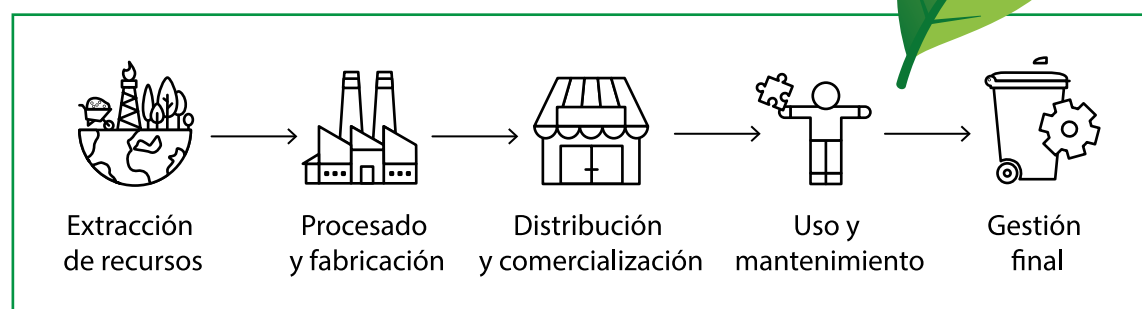 Extracción
de recursos
Procesado
y fabricación
Distribución
y comercialización
Uso y
mantenimiento
Gestión
final